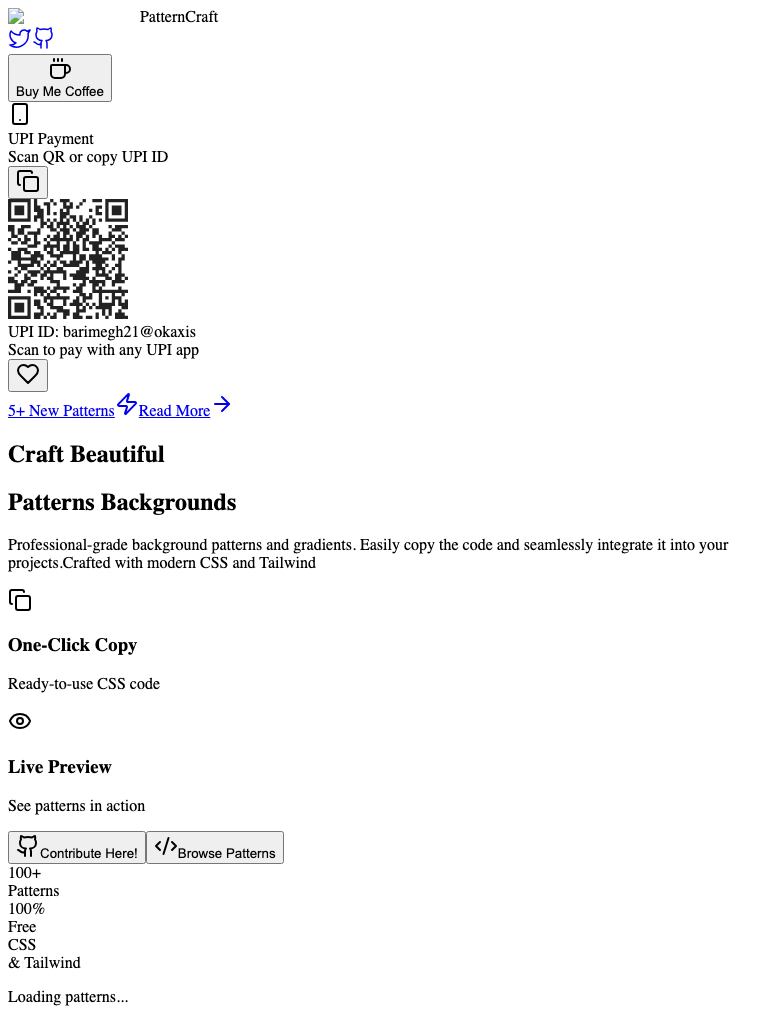 PatternCraft
Buy Me Coffee
UPI Payment
Scan QR or copy UPI ID
UPI ID: barimegh21@okaxis
Scan to pay with any UPI app
5+ New Patterns Read More
Craft Beautiful
Patterns Backgrounds
Professional-grade background patterns and gradients. Easily copy the code and seamlessly integrate it into your
projects.Crafted with modern CSS and Tailwind
One-Click Copy
Ready-to-use CSS code
Live Preview
See patterns in action
Contribute Here! Browse Patterns
100+
Patterns
100%
Free
CSS
& Tailwind
Loading patterns...